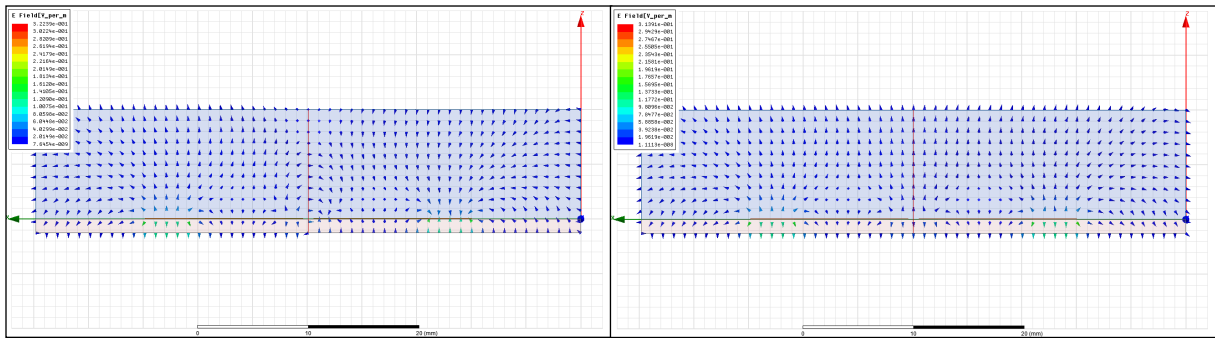 E Field[V_per_m
3.2239e-001
3.0224e-001
2.8209e-001
2.6194e-001
2.4179e-001
2.2164e-001
2.0149e-001
1.8134e-001
1.6120e-001
1.4105e-001
1.2090e-001
1.0075e-001
8.0598e-002
6.0448e-002
4.0299e-002
2.0149e-002
7.6454e-009
Z
0
10
20 (mm)
E Field[V_per_m
3.1391e-001
2.9429e-001
2.7467e-001
2.5505e-001
2.3543e-001
2.1581e-001
1.9619e-001
1.7657e-001
1.5695e-001
1.3733e-001
1.1772e-001
9.8096e-002
7.8477e-002
5.8858e-002
3.9238e-002
1.9619e-002
1.1113e-008
Z
0
10
20 (mm)